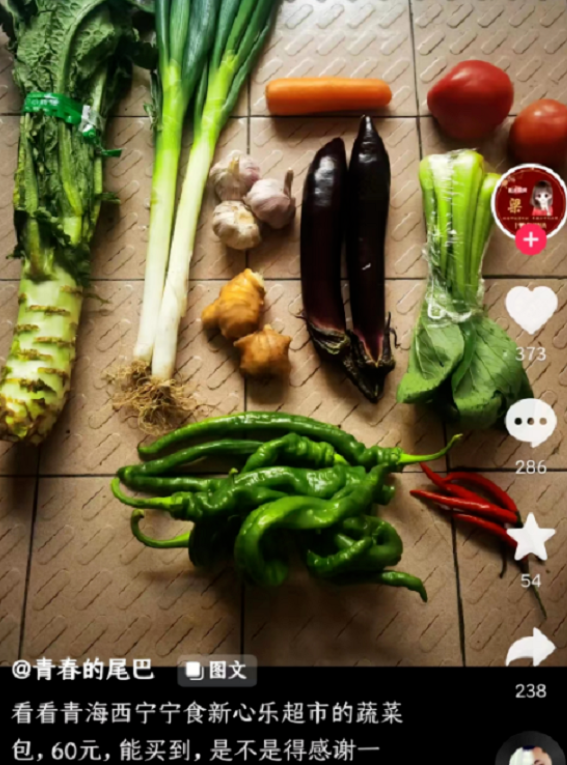 梁
373
286
54
238
@青春的尾巴 图文
看看青海西宁宁食新心乐超市的蔬菜
包,60元,能买到,是不是得感谢一